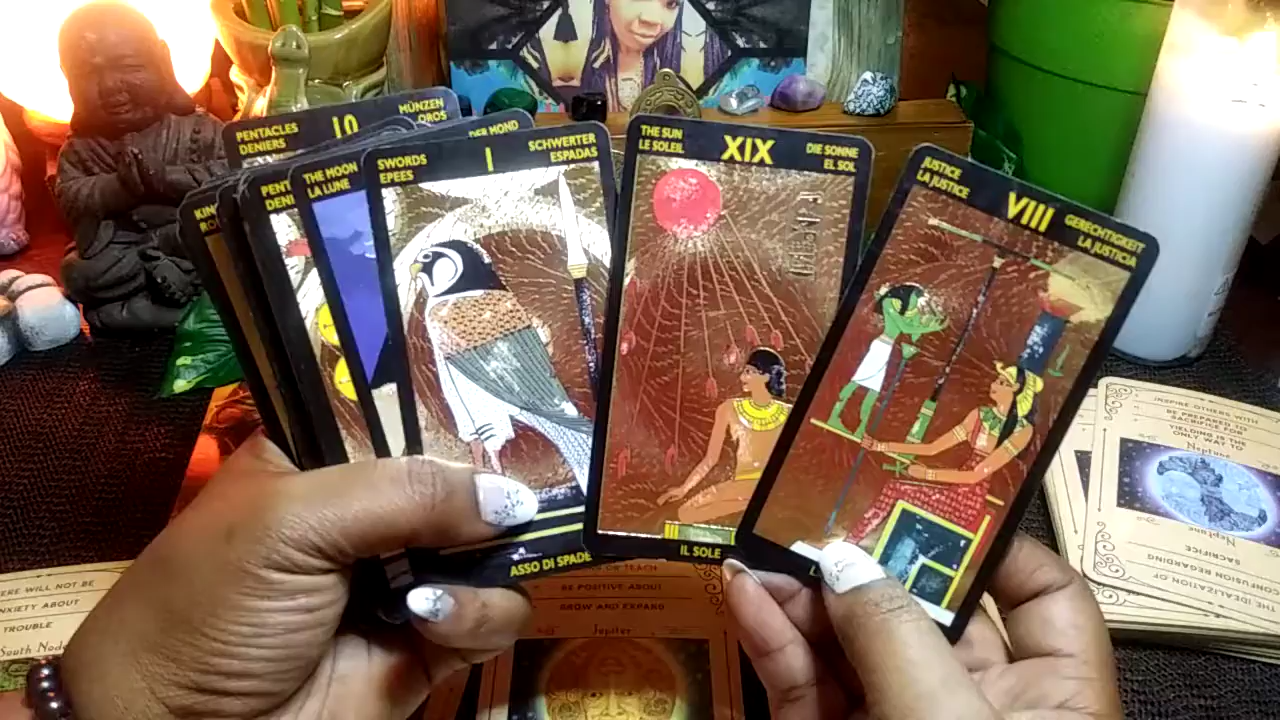 PENTACLES
DENIERS
10
MÜNZEN
OROS
KIN
RO
PENT
DENI
THE MOON
LA LUNE
DER MOND
SWORDS
EPEES
I
SCHWERTER
ESPADAS
ASSO DI SPADE
THE SUN
LE SOLEIL
XIX
DIE SONNE
EL SOL
IL SOLE
JUSTICE
LA JUSTICE
VIII
GERECHTIGKEIT
LA JUSTICIA
ERE WILL NOT BE
NXIETY ABOUT
TROUBLE
South Node
OR TEACH
BE POSITIVE ABOUT
GROW AND EXPAND
Jupiter
INSPIRE OTHERS WITH
BE PREPARED TO
SACRIFICE FOR
YIELDING IS THE
ONLY WAY TO
Neptune
Neptune
SACRIFICE
CONFUSION REGARDING
THE IDEALIZATION OF